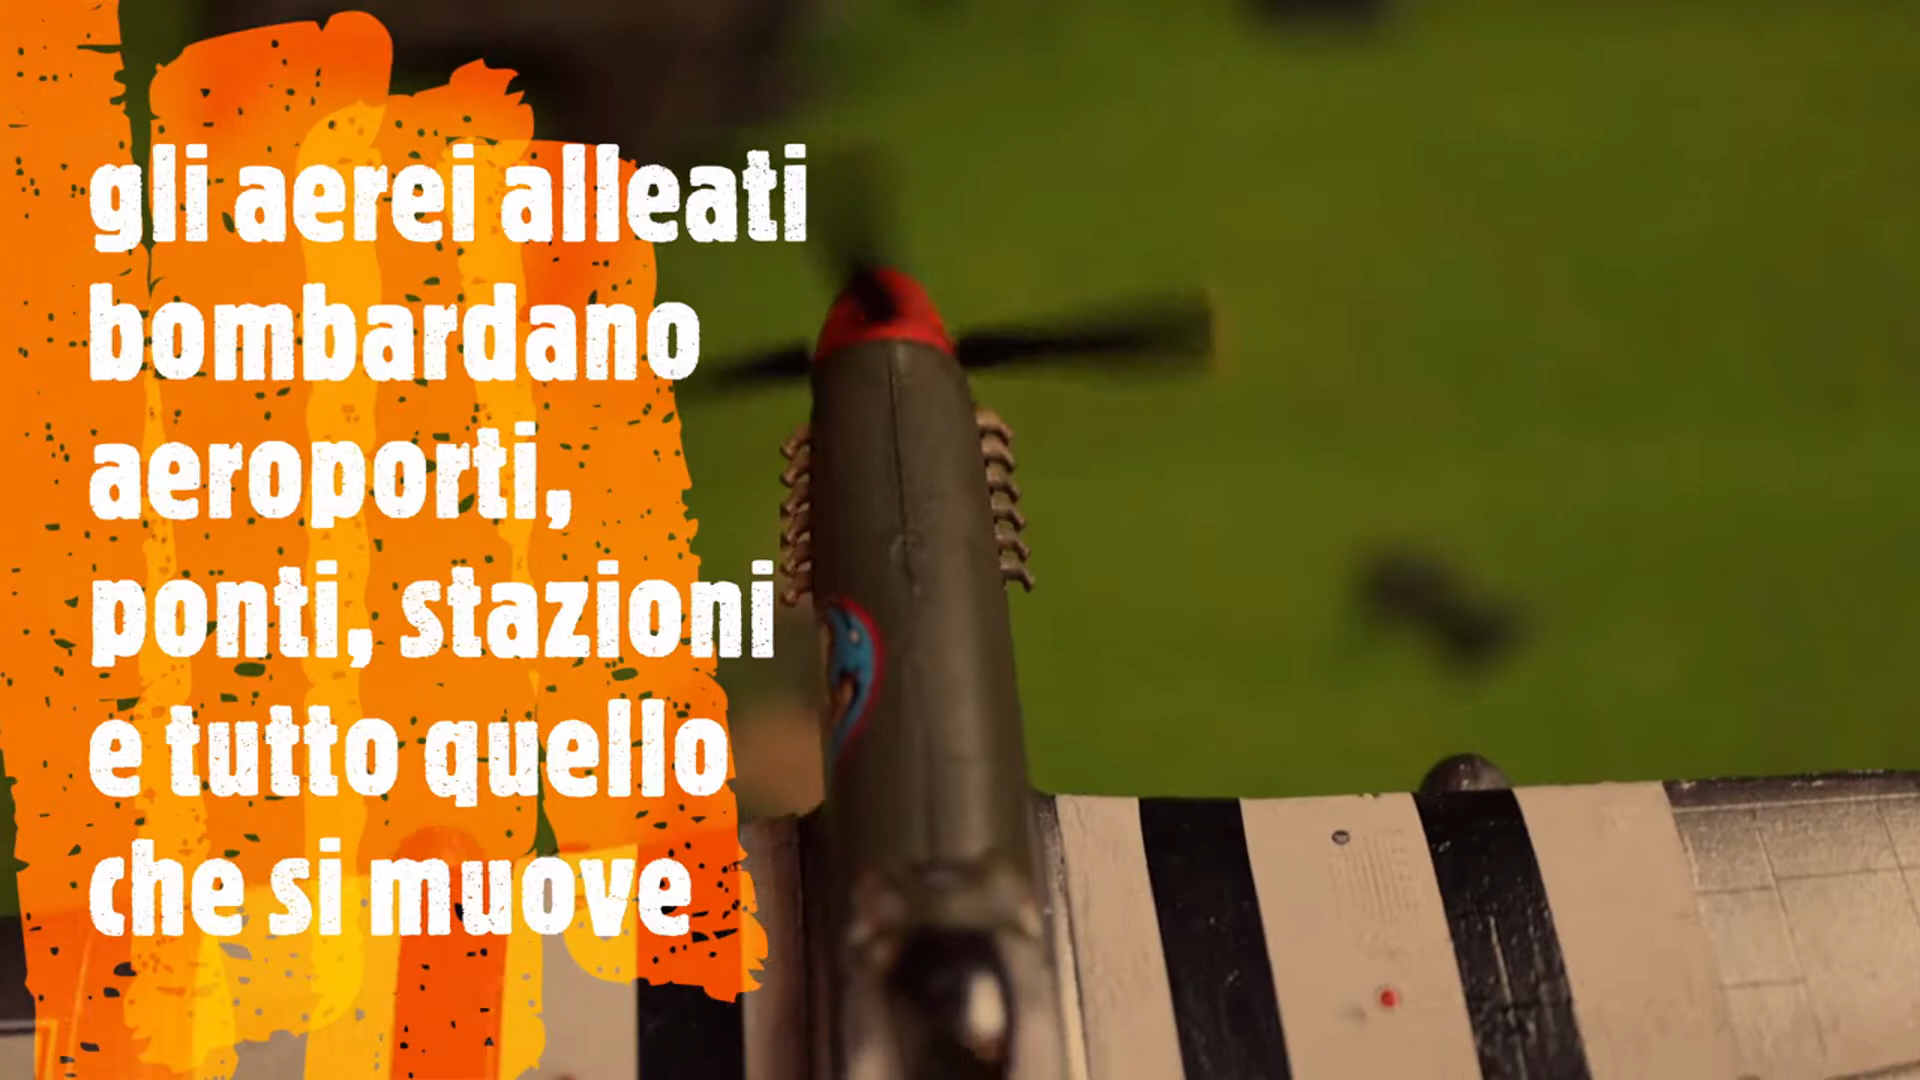 gli aerei alleati
bombardano
aeroporti,
ponti, stazioni
e tutto quello
che si muove